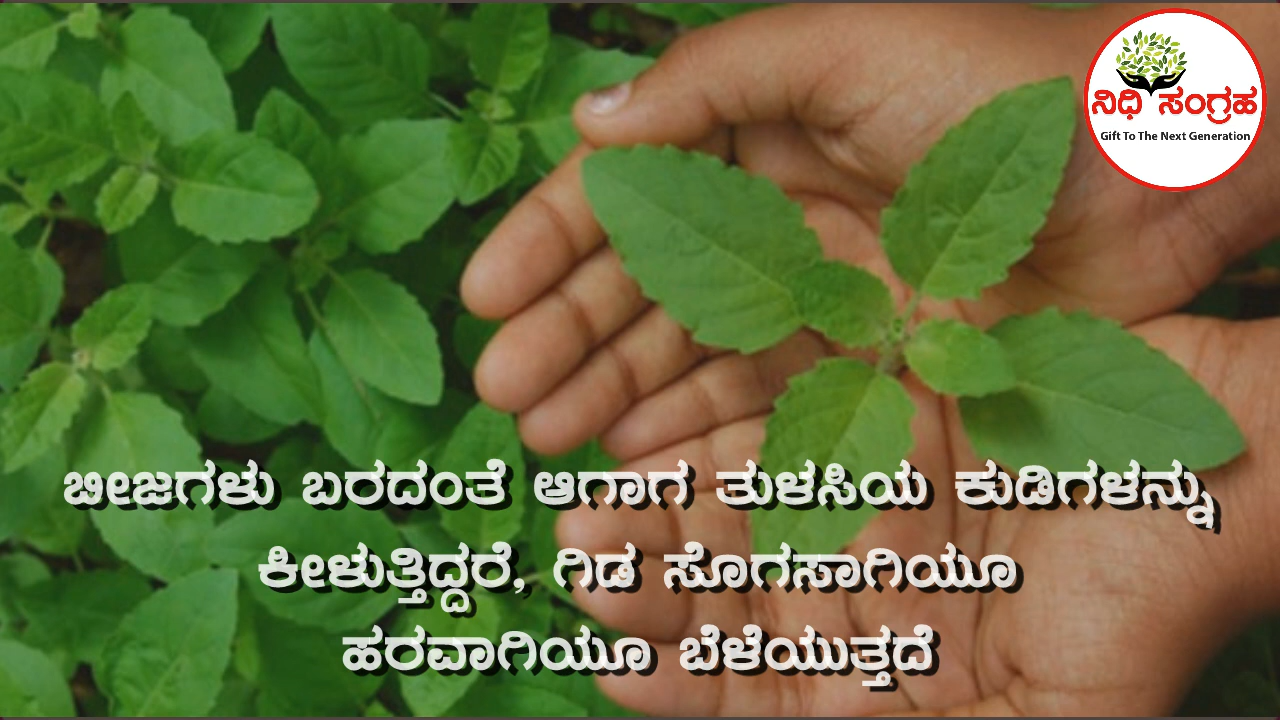 ನಿಧಿ ಸಂಗ್ರಹ
Gift To The Next Generation
ಬೀಜಗಳು ಬರದಂತೆ ಆಗಾಗ ತುಳಸಿಯ ಕುಡಿಗಳನ್ನು
ಕೀಳುತ್ತಿದ್ದರೆ, ಗಿಡ ಸೊಗಸಾಗಿಯೂ
ಹರವಾಗಿಯೂ ಬೆಳೆಯುತ್ತದೆ